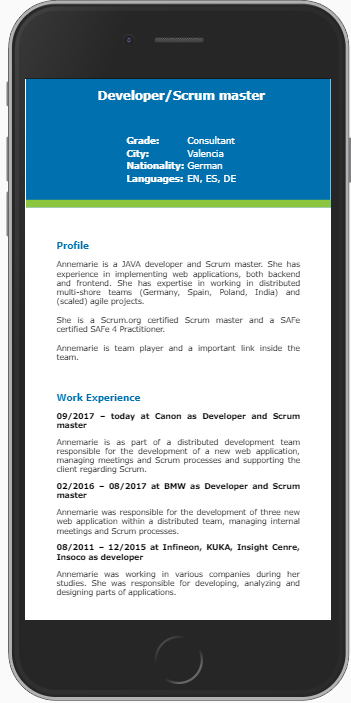 Developer/Scrum master
Grade: Consultant
City: Valencia
Nationality: German
Languages: EN, ES, DE
Profile
Annemarie is a JAVA developer and Scrum master. She has
experience in implementing web applications, both backend
and frontend. She has expertise in working in distributed
multi-shore teams (Germany, Spain, Poland, India) and
(scaled) agile projects.
She is a Scrum.org certified Scrum master and a SAFe
certified SAFe 4 Practitioner.
Annemarie is team player and a important link inside the
team.
Work Experience
09/2017 – today at Canon as Developer and Scrum
master
Annemarie is as part of a distributed development team
responsible for the development of a new web application,
managing meetings and Scrum processes and supporting the
client regarding Scrum.
02/2016 – 08/2017 at BMW as Developer and Scrum
master
Annemarie was responsible for the development of three new
web application within a distributed team, managing internal
meetings and Scrum processes.
08/2011 – 12/2015 at Infineon, KUKA, Insight Cenre,
Insoco as developer
Annemarie was working in various companies during her
studies. She was responsible for developing, analyzing and
designing parts of applications.